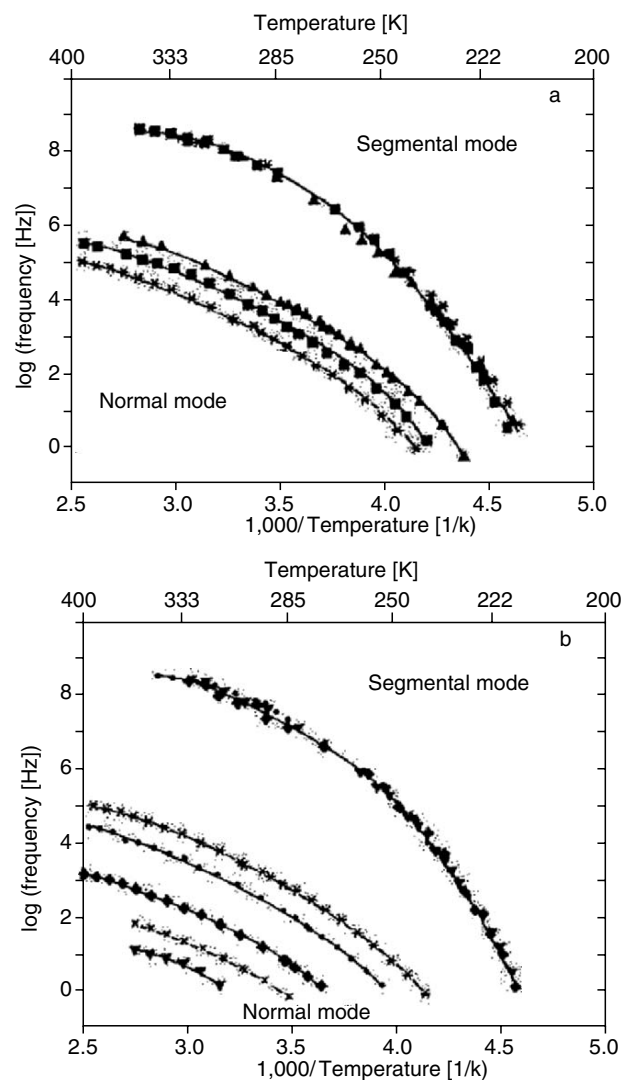 Temperature [K]
400 333 285 250 222 200
a
Segmental mode
8
6
4
2
0
log (frequency [Hz])
Normal mode
2.5 3.0 3.5 4.0 4.5 5.0
1,000/Temperature [1/k)
Temperature [K]
400 333 285 250 222 200
b
Segmental mode
8
6
4
2
0
log (frequency [Hz))
Normal mode
2.5 3.0 3.5 4.0 4.5 5.0
1,000/Temperature [1/k)